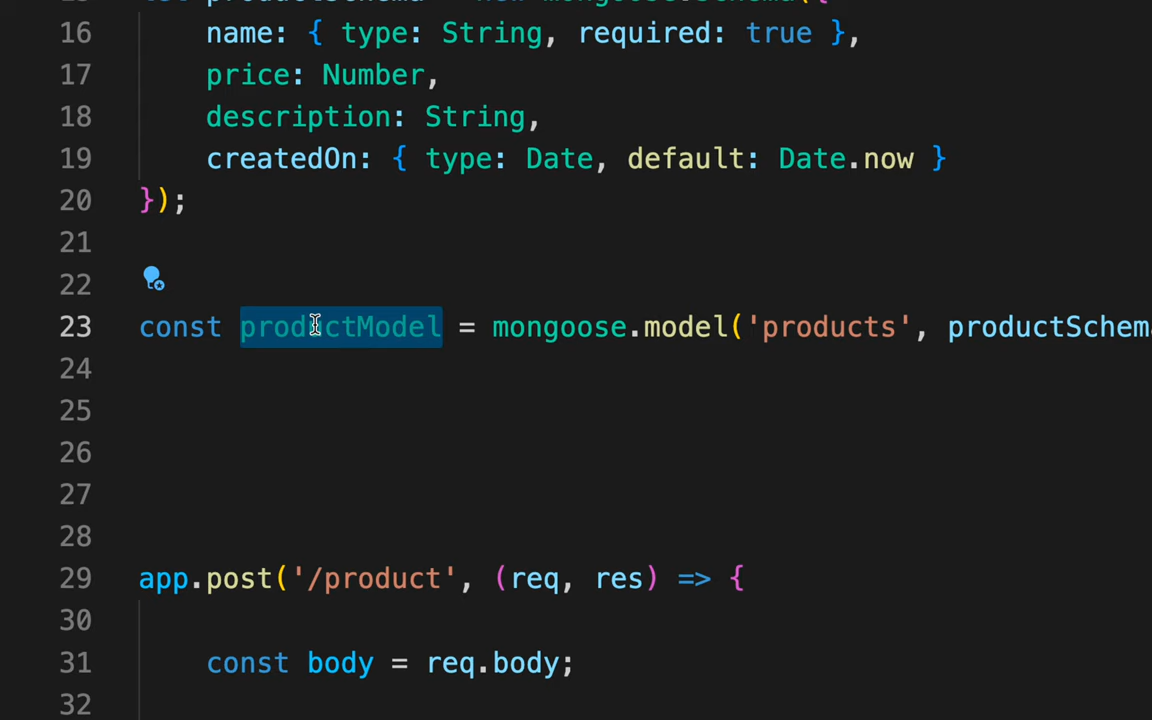 16 name: { type: String, required: true },
17 price: Number,
18 description: String,
19 createdOn: { type: Date, default: Date.now }
20 });
21
22
23 const productModel = mongoose.model('products', productSchema
24
25
26
27
28
29 app.post('/product', (req, res) => {
30
31 const body = req.body;
32